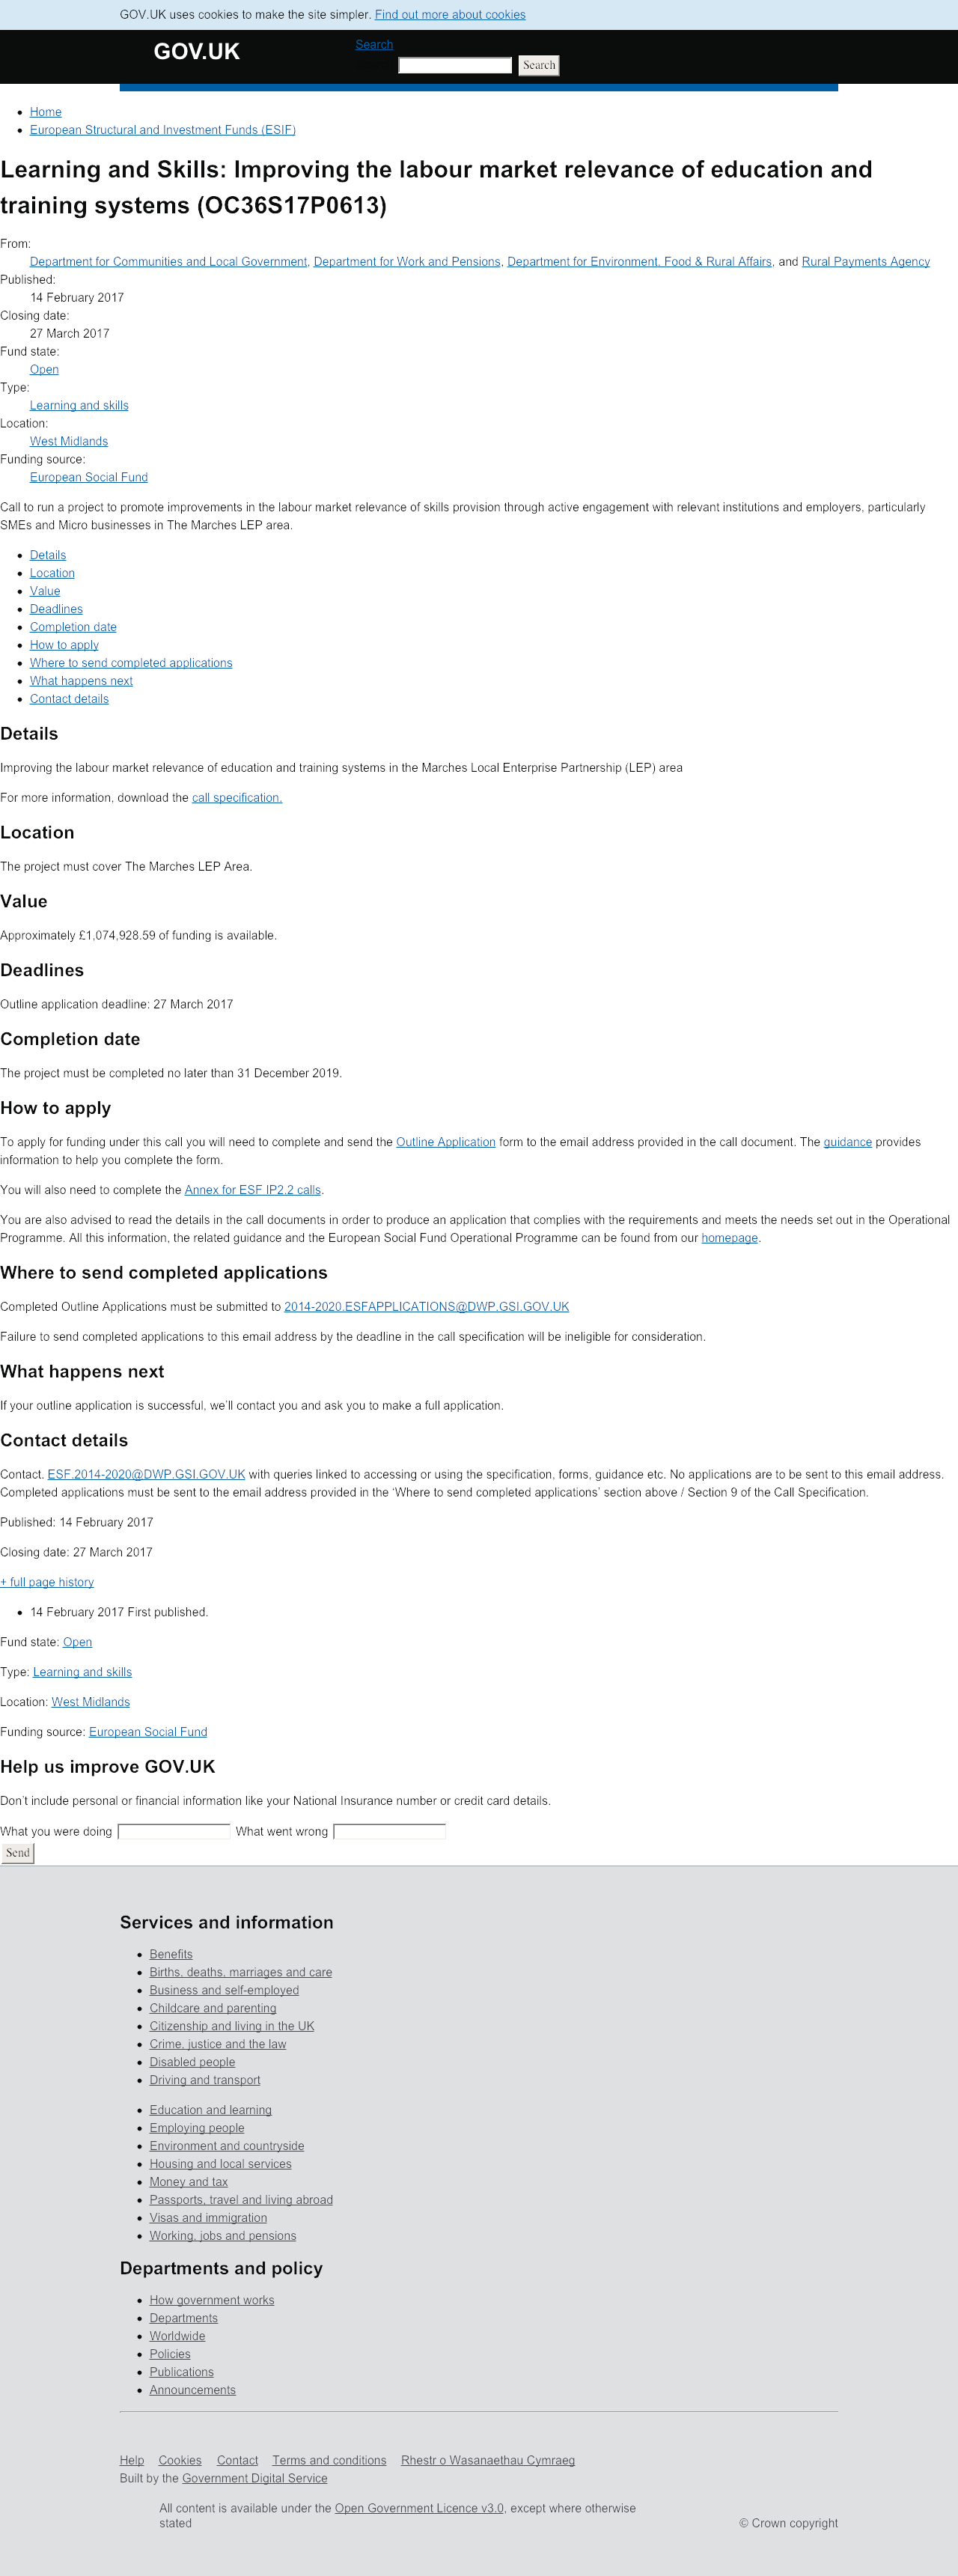 GOV.UK uses cookies to make the site simpler. Find out more about cookies
GOV.UK
Search
Search
Home
European Structural and Investment Funds (ESIF)
Learning and Skills: Improving the labour market relevance of education and
training systems (OC36S17P0613)
From:
Department for Communities and Local Government, Department for Work and Pensions, Department for Environment, Food & Rural Affairs, and Rural Payments Agency
Published:
14 February 2017
Closing date:
27 March 2017
Fund state:
Open
Type:
Learning and skills
Location:
West Midlands
Funding source:
European Social Fund
Call to run a project to promote improvements in the labour market relevance of skills provision through active engagement with relevant institutions and employers, particularly
SMEs and Micro businesses in The Marches LEP area.
Details
Location
Value
Deadlines
Completion date
How to apply
Where to send completed applications
What happens next
Contact details
Details
Improving the labour market relevance of education and training systems in the Marches Local Enterprise Partnership (LEP) area
For more information, download the call specification.
Location
The project must cover The Marches LEP Area.
Value
Approximately £1,074,928.59 of funding is available.
Deadlines
Outline application deadline: 27 March 2017
Completion date
The project must be completed no later than 31 December 2019.
How to apply
To apply for funding under this call you will need to complete and send the Outline Application form to the email address provided in the call document. The guidance provides
information to help you complete the form.
You will also need to complete the Annex for ESF IP2.2 calls.
You are also advised to read the details in the call documents in order to produce an application that complies with the requirements and meets the needs set out in the Operational
Programme. All this information, the related guidance and the European Social Fund Operational Programme can be found from our homepage.
Where to send completed applications
Completed Outline Applications must be submitted to 2014-2020.ESFAPPLICATIONS@DWP.GSI.GOV.UK
Failure to send completed applications to this email address by the deadline in the call specification will be ineligible for consideration.
What happens next
If your outline application is successful, we’ll contact you and ask you to make a full application.
Contact details
Contact. ESF.2014-2020@DWP.GSI.GOV.UK with queries linked to accessing or using the specification, forms, guidance etc. No applications are to be sent to this email address.
Completed applications must be sent to the email address provided in the ‘Where to send completed applications’ section above / Section 9 of the Call Specification.
Published: 14 February 2017
Closing date: 27 March 2017
+ full page history
14 February 2017 First published.
Fund state: Open
Type: Learning and skills
Location: West Midlands
Funding source: European Social Fund
Help us improve GOV.UK
Don’t include personal or financial information like your National Insurance number or credit card details.
What you were doing What went wrong
Send
Services and information
Benefits
Births, deaths, marriages and care
Business and self-employed
Childcare and parenting
Citizenship and living in the UK
Crime, justice and the law
Disabled people
Driving and transport
Education and learning
Employing people
Environment and countryside
Housing and local services
Money and tax
Passports, travel and living abroad
Visas and immigration
Working, jobs and pensions
Departments and policy
How government works
Departments
Worldwide
Policies
Publications
Announcements
Help Cookies Contact Terms and conditions Rhestr o Wasanaethau Cymraeg
Built by the Government Digital Service
All content is available under the Open Government Licence v3.0, except where otherwise
stated
© Crown copyright